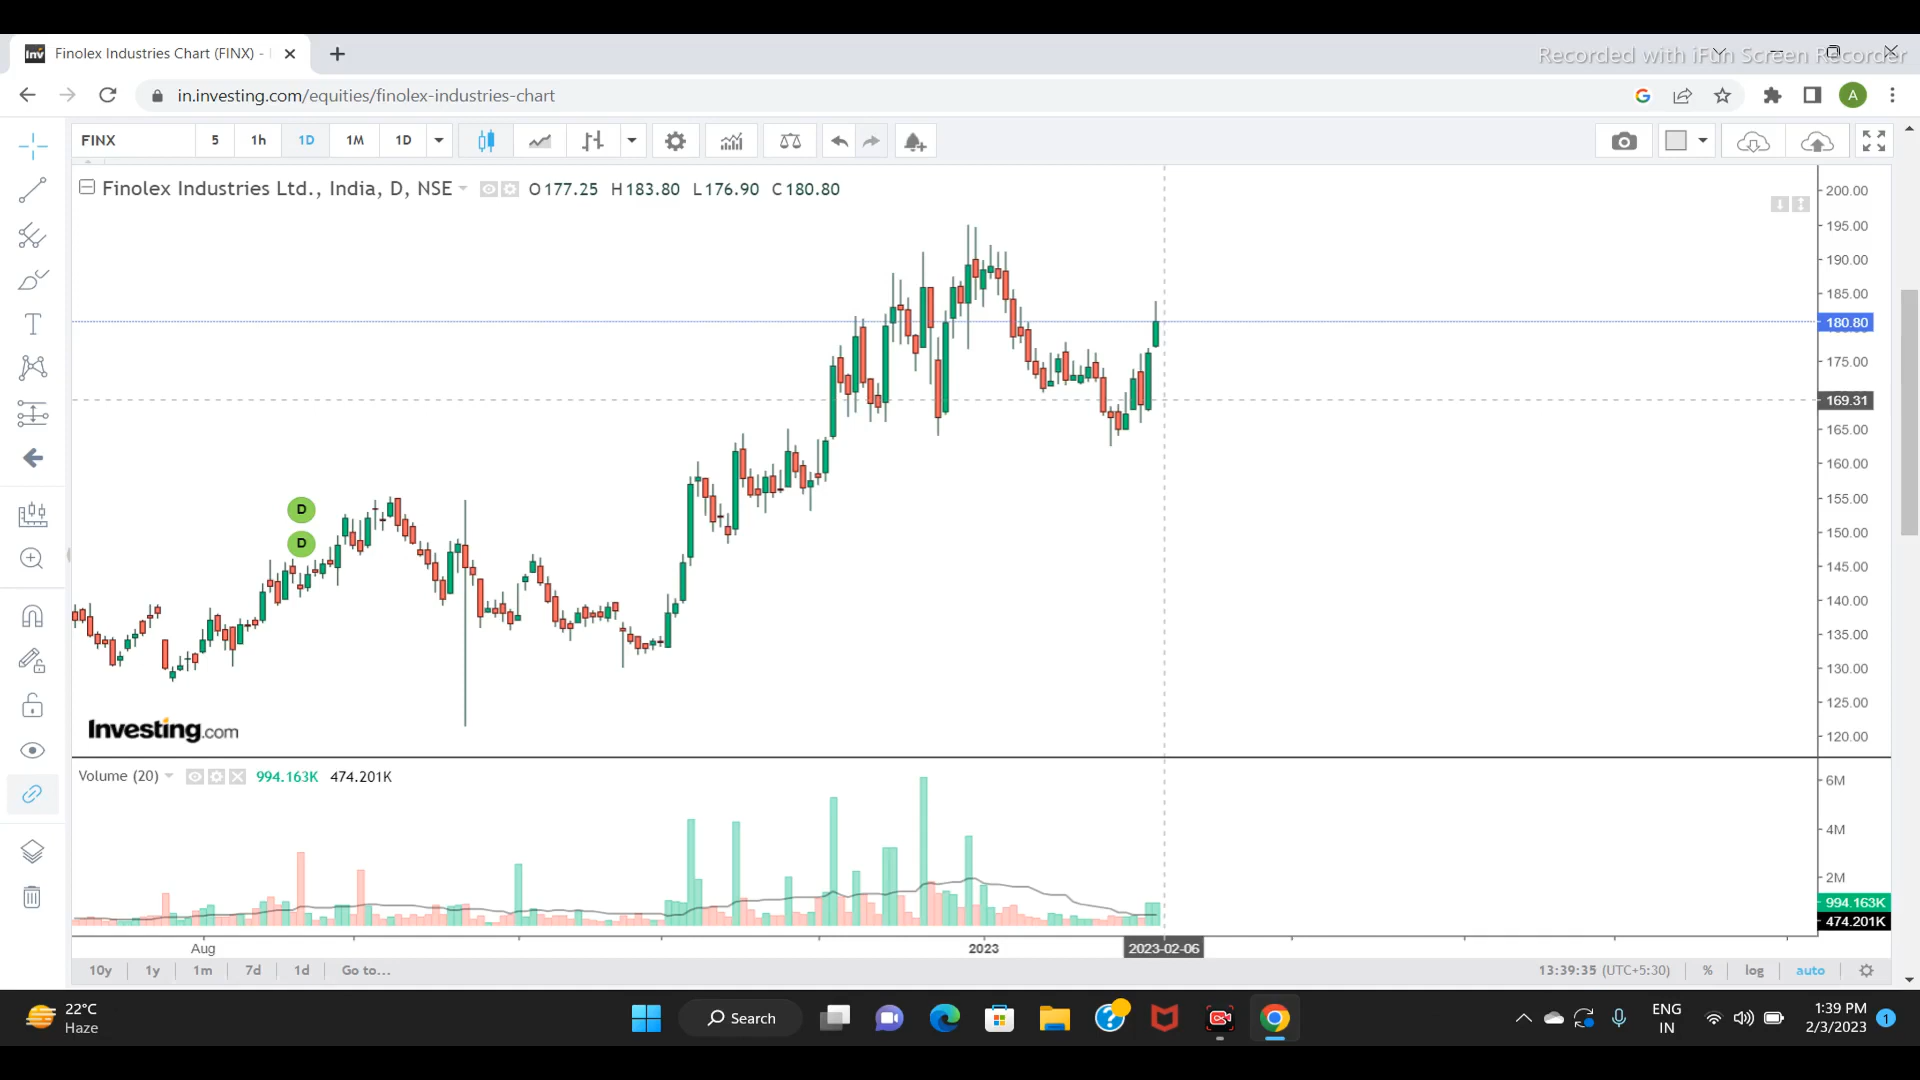 Finolex Industries Chart (FINX) -
Recorded with iFun Screen Recorder
in.investing.com/equities/finolex-industries-chart
A
FINX 5 1h 1D 1M 1D
Finolex Industries Ltd., India, D, NSE O177.25 H183.80 L176.90 C180.80
200.00
195.00
190.00
185.00
180.80
175.00
169.31
165.00
160.00
155.00
150.00
145.00
140.00
135.00
130.00
125.00
120.00
D
D
Investing.com
Volume (20) 994.163K 474.201K
6M
4M
2M
994.163K
474.201K
Aug 2023 2023-02-06
10y 1y 1m 7d 1d Go to... 13:39:35 (UTC+5:30) % log auto
22°C
Haze
Search
ENG
IN
1:39 PM
2/3/2023
1